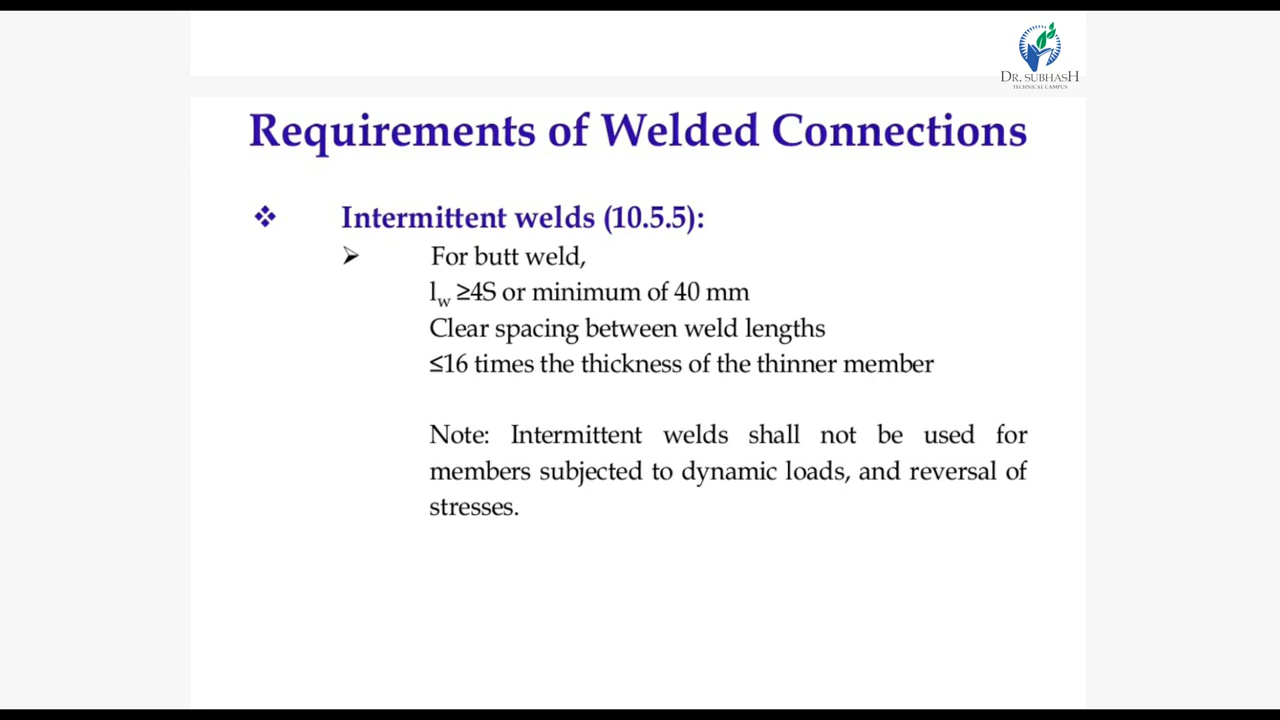 DR. SUBHASH
TECHNICAL CAMPUS
Requirements of Welded Connections
❖ Intermittent welds (10.5.5):
➢ For butt weld,
lw ≥4S or minimum of 40 mm
Clear spacing between weld lengths
≤16 times the thickness of the thinner member
Note: Intermittent welds shall not be used for
members subjected to dynamic loads, and reversal of
stresses.